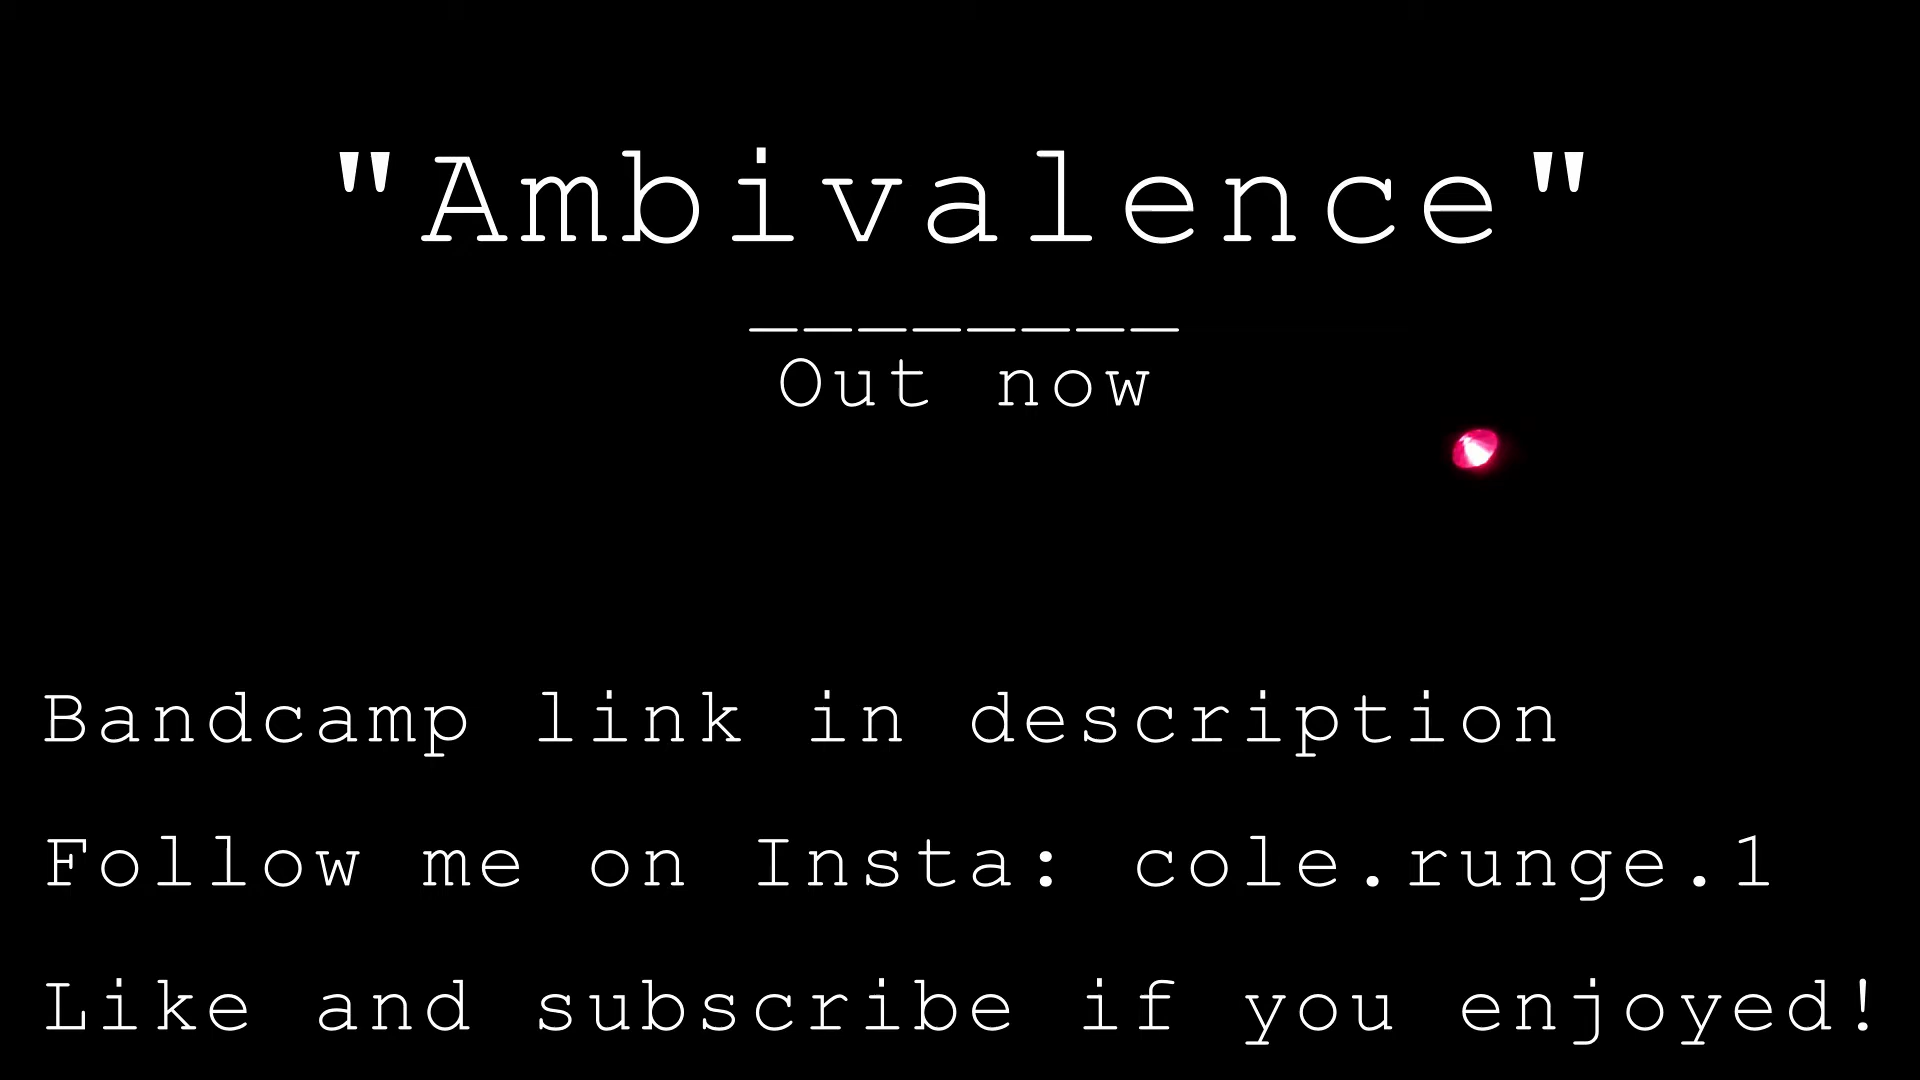 "Ambivalence"
________
Out now
Bandcamp link in description
Follow me on Insta: cole.runge.1
Like and subscribe if you enjoyed!